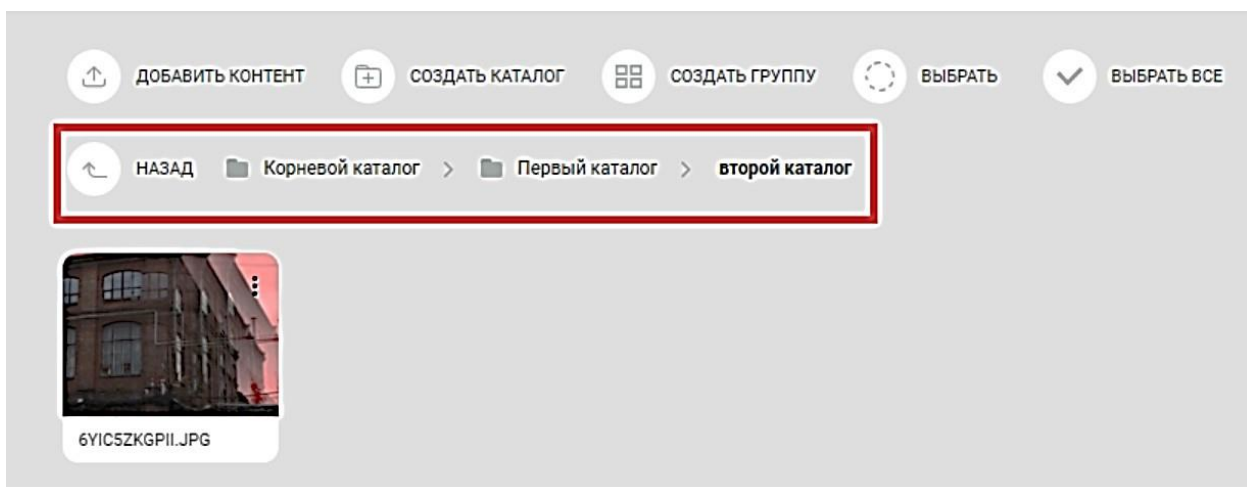 ДОБАВИТЬ КОНТЕНТ СОЗДАТЬ КАТАЛОГ СОЗДАТЬ ГРУППУ ВЫБРАТЬ ВЫБРАТЬ ВСЕ
НАЗАД Корневой каталог > Первый каталог > второй каталог
6YIC5ZKGPII.JPG